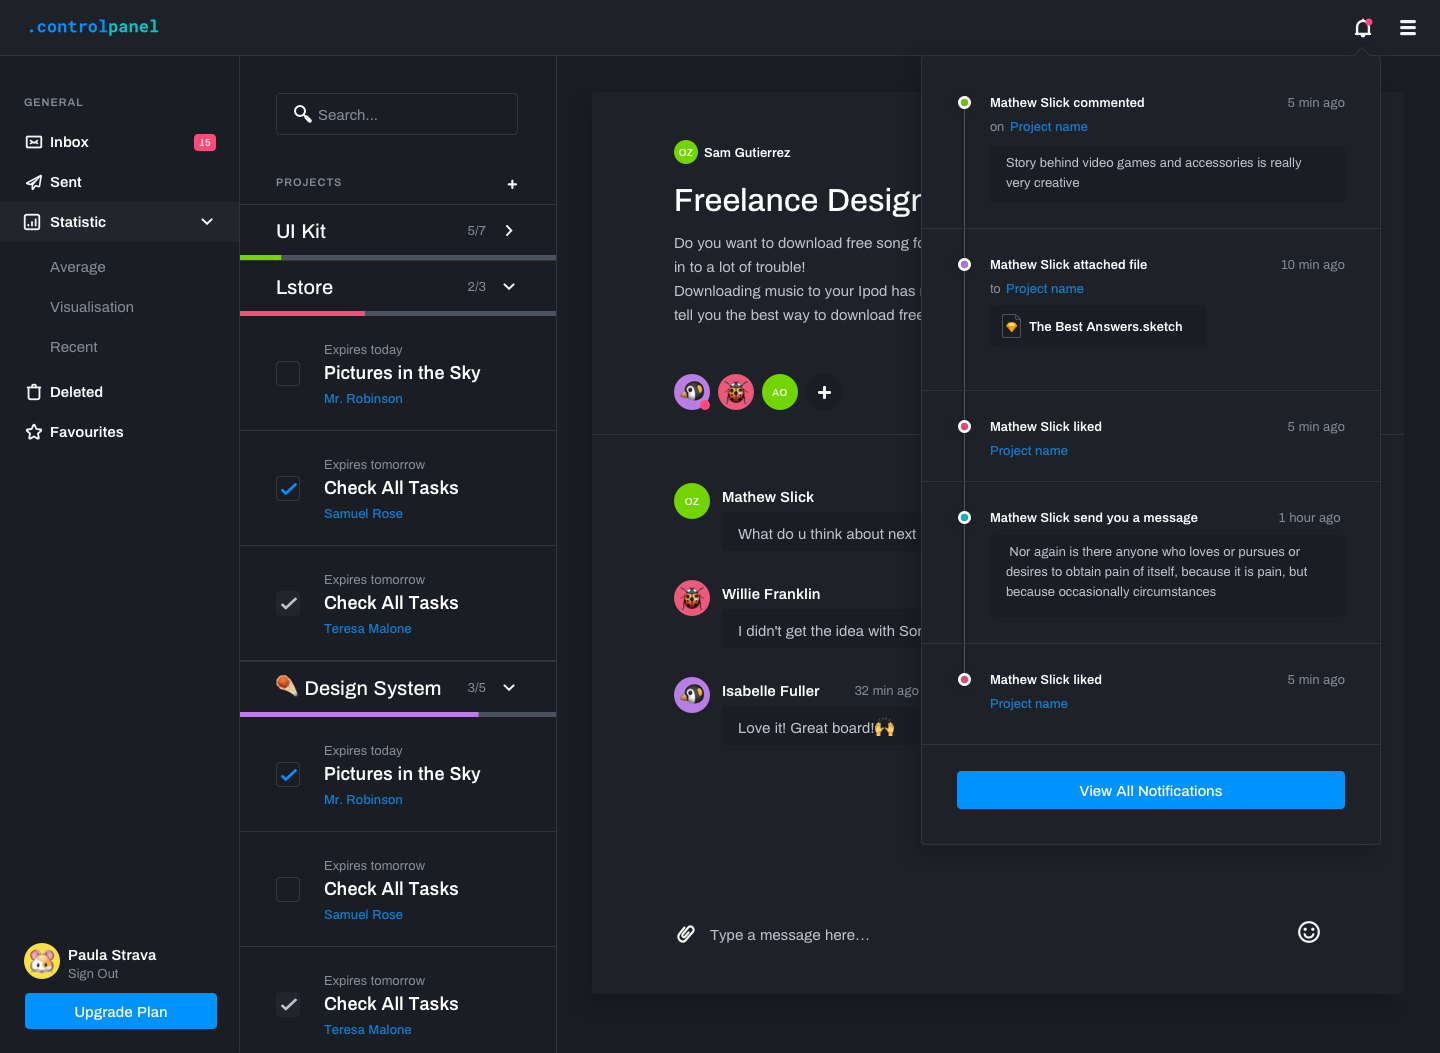 .controlpanel
GENERAL
Inbox
15
Sent
Statistic
Average
Visualisation
Recent
Deleted
Favourites
Paula Strava
Sign Out
Upgrade Plan
Search...
PROJECTS
+
UI Kit
5/7
Lstore
2/3
Expires today
Pictures in the Sky
Mr. Robinson
Expires tomorrow
Check All Tasks
Samuel Rose
Expires tomorrow
Check All Tasks
Teresa Malone
Design System
3/5
Expires today
Pictures in the Sky
Mr. Robinson
Expires tomorrow
Check All Tasks
Samuel Rose
Expires tomorrow
Check All Tasks
Teresa Malone
OZ
Sam Gutierrez
Freelance Design
Do you want to download free song fo
in to a lot of trouble!
Downloading music to your Ipod has
tell you the best way to download free
AO
+
OZ
Mathew Slick
What do u think about next
Willie Franklin
I didn't get the idea with Son
Isabelle Fuller
32 min ago
Love it! Great board!🙌
Type a message here...
Mathew Slick commented
5 min ago
on Project name
Story behind video games and accessories is really
very creative
Mathew Slick attached file
10 min ago
to Project name
The Best Answers.sketch
Mathew Slick liked
5 min ago
Project name
Mathew Slick send you a message
1 hour ago
Nor again is there anyone who loves or pursues or
desires to obtain pain of itself, because it is pain, but
because occasionally circumstances
Mathew Slick liked
5 min ago
Project name
View All Notifications